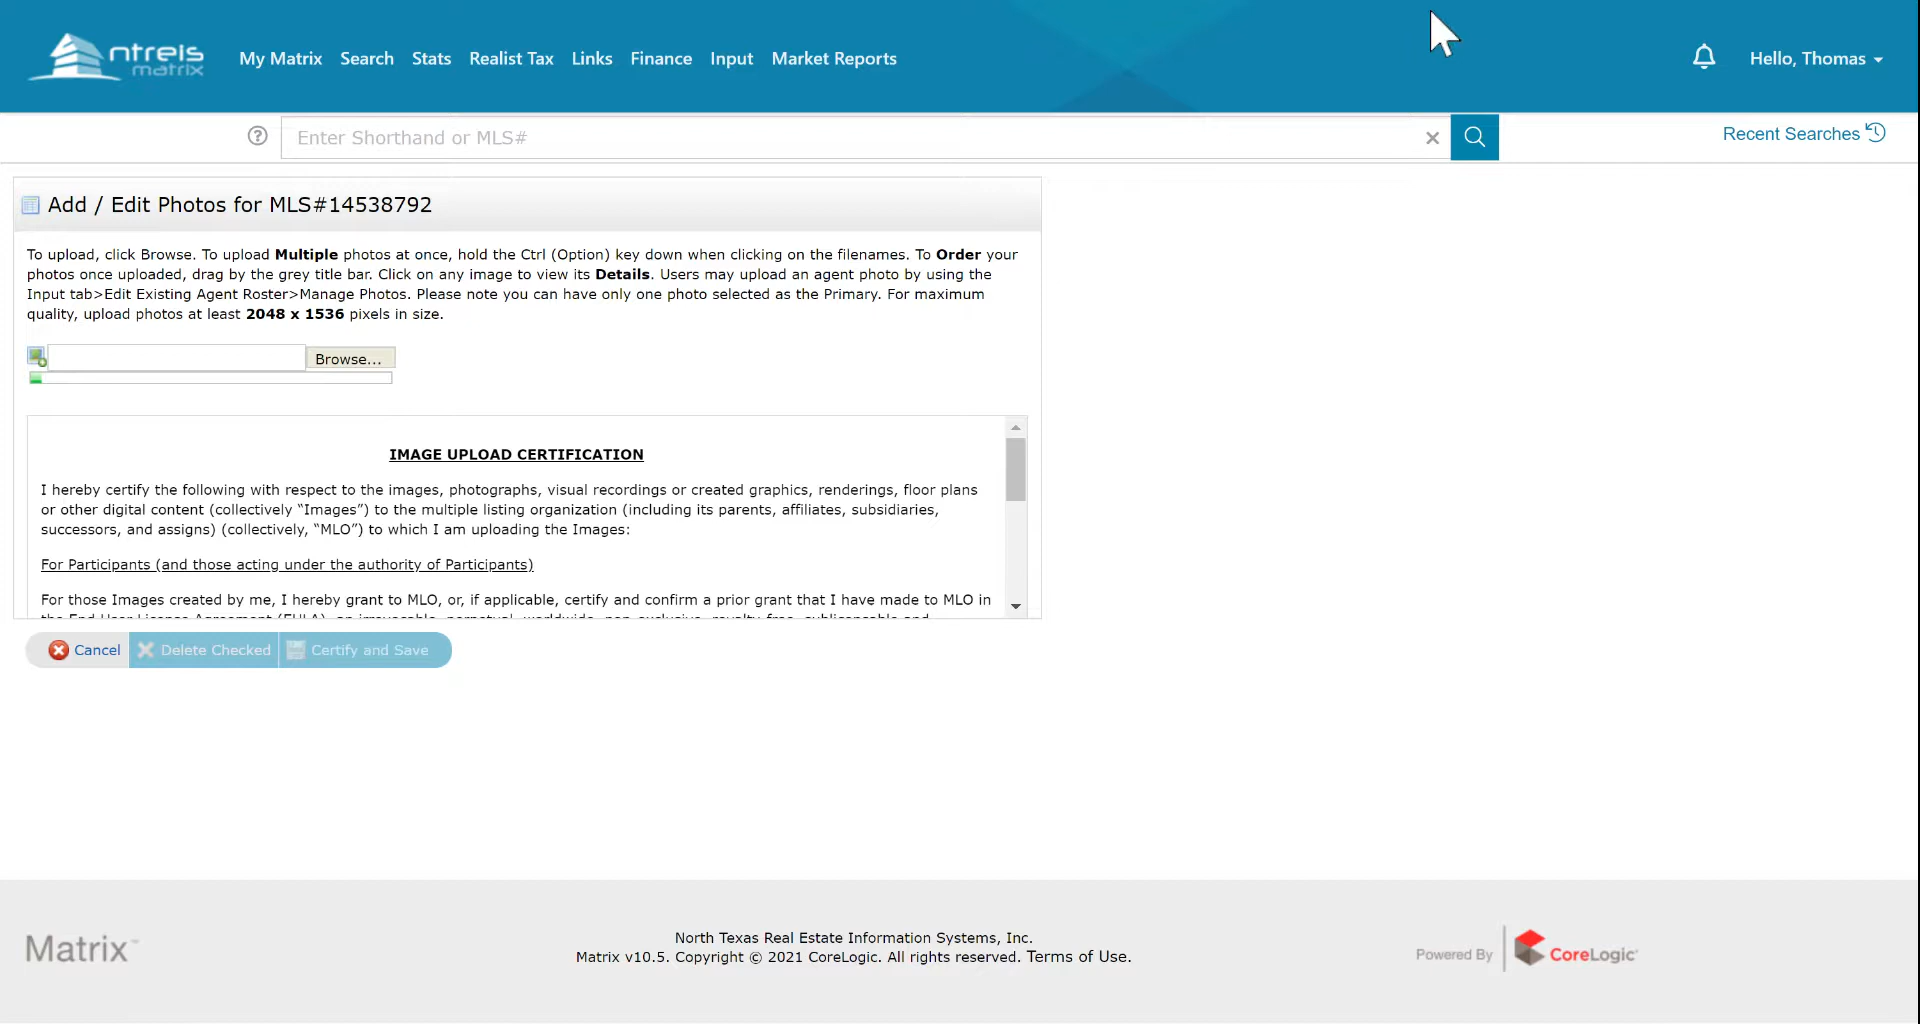 ntreis
matrix
My Matrix Search Stats Realist Tax Links Finance Input Market Reports
Hello, Thomas
Enter Shorthand or MLS#
Recent Searches
Add / Edit Photos for MLS#14538792
To upload, click Browse. To upload Multiple photos at once, hold the Ctrl (Option) key down when clicking on the filenames. To Order your
photos once uploaded, drag by the grey title bar. Click on any image to view its Details. Users may upload an agent photo by using the
Input tab>Edit Existing Agent Roster>Manage Photos. Please note you can have only one photo selected as the Primary. For maximum
quality, upload photos at least 2048 x 1536 pixels in size.
Browse...
IMAGE UPLOAD CERTIFICATION
I hereby certify the following with respect to the images, photographs, visual recordings or created graphics, renderings, floor plans
or other digital content (collectively “Images”) to the multiple listing organization (including its parents, affiliates, subsidiaries,
successors, and assigns) (collectively, “MLO”) to which I am uploading the Images:
For Participants (and those acting under the authority of Participants)
For those Images created by me, I hereby grant to MLO, or, if applicable, certify and confirm a prior grant that I have made to MLO in
Cancel Delete Checked Certify and Save
Matrix™
North Texas Real Estate Information Systems, Inc.
Matrix v10.5. Copyright © 2021 CoreLogic. All rights reserved. Terms of Use.
Powered By CoreLogic